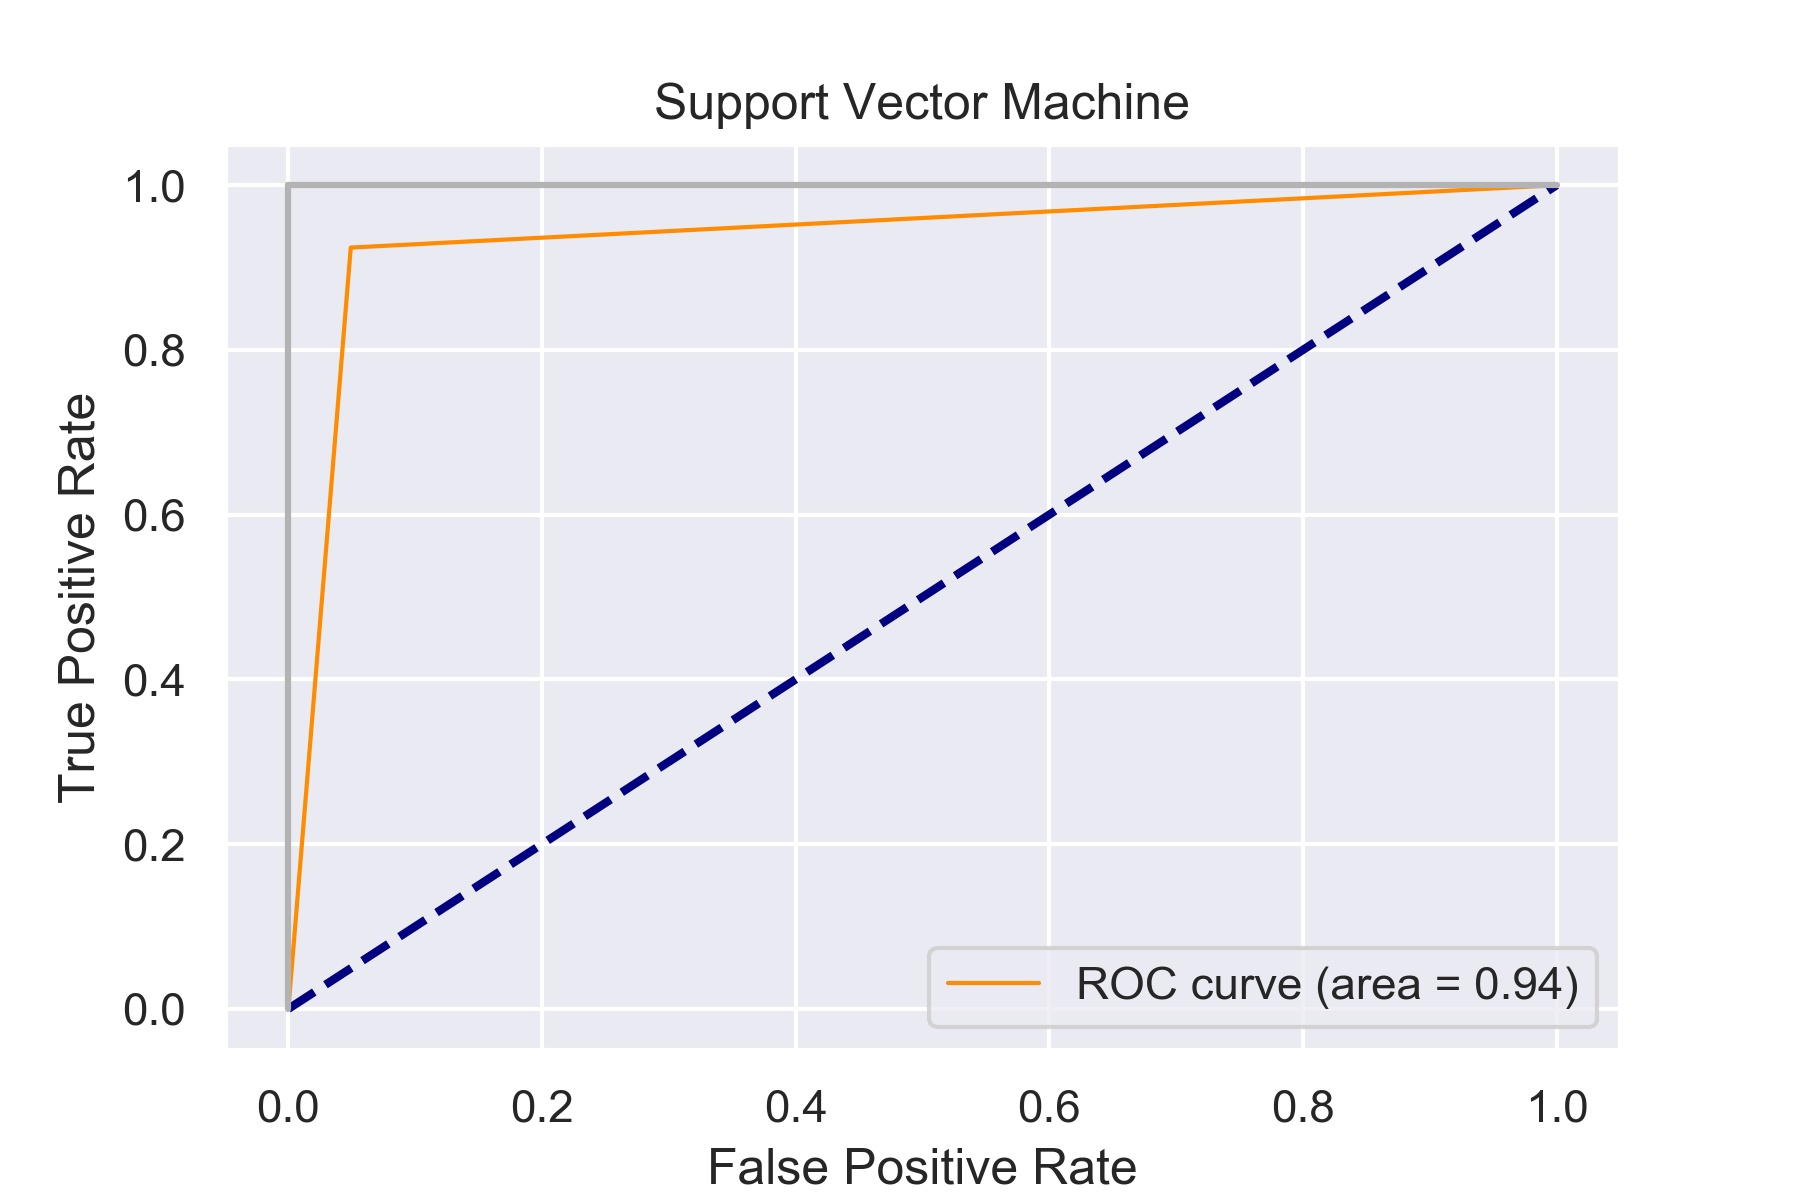 Support Vector Machine
True Positive Rate
1.0
0.8
0.6
0.4
0.2
0.0
ROC curve (area = 0.94)
0.0 0.2 0.4 0.6 0.8 1.0
False Positive Rate